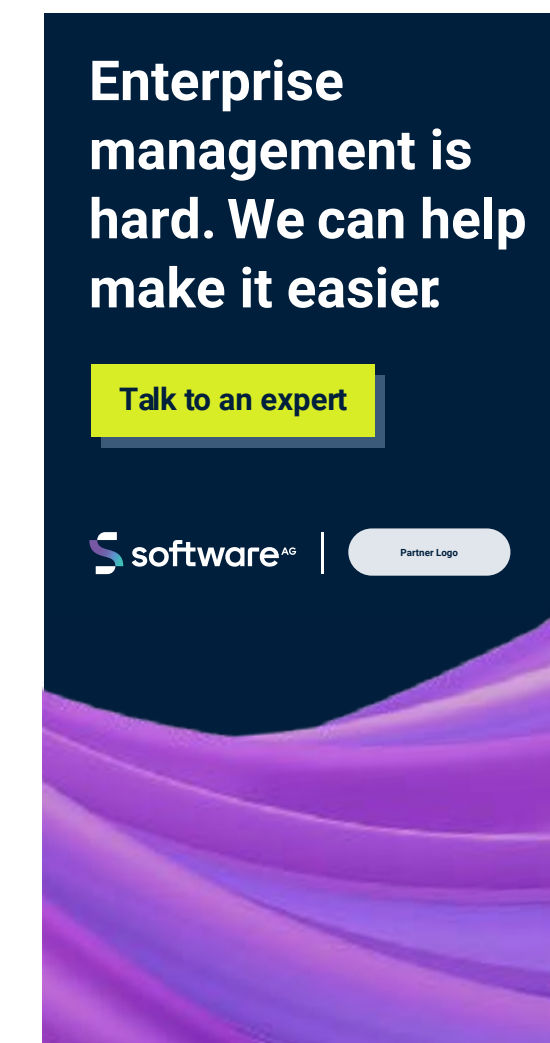 Enterprise
management is
hard. We can help
make it easier.
Talk to an expert
software AG
Partner Logo